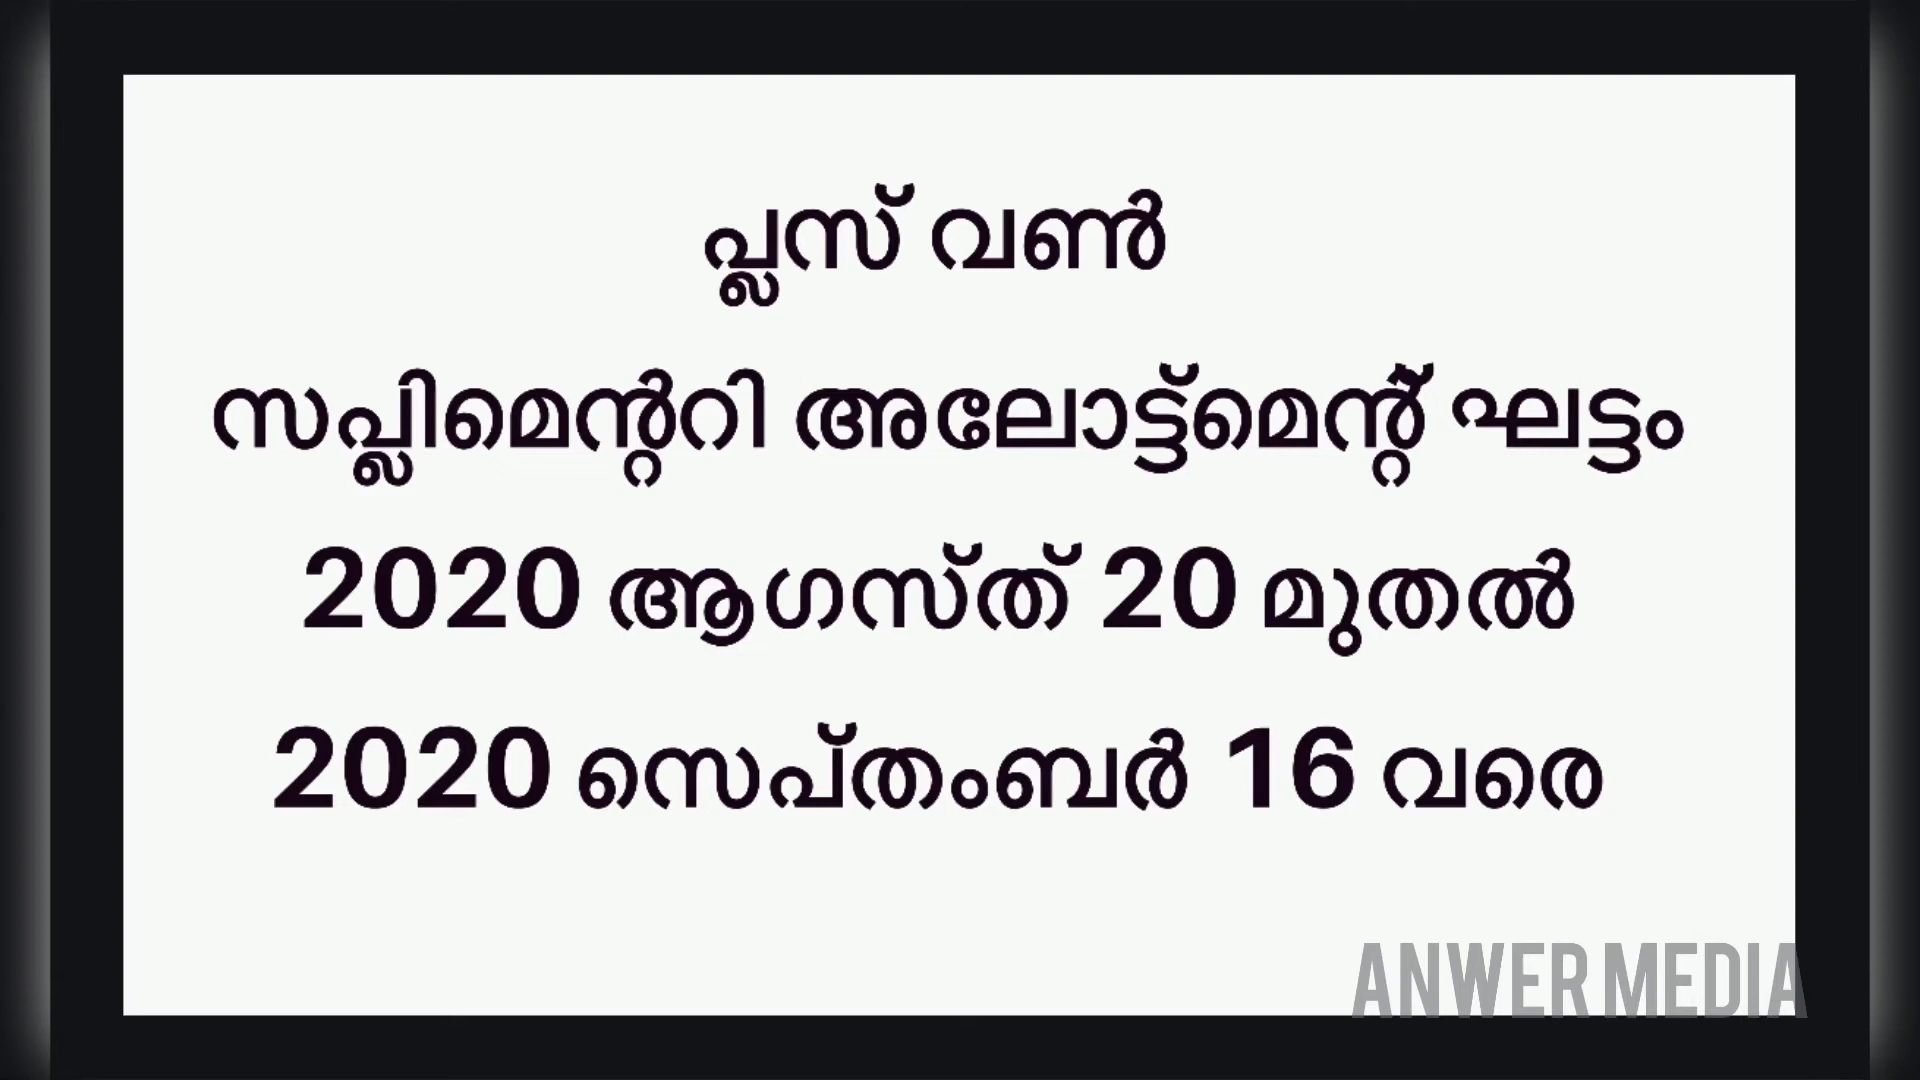 പ്ലസ് വൺ
സപ്ലിമെന്ററി അലോട്ട്മെന്റ് ഘട്ടം
2020 ആഗസ്ത് 20 മുതൽ
2020 സെപ്തംബർ 16 വരെ
ANWER MEDIA